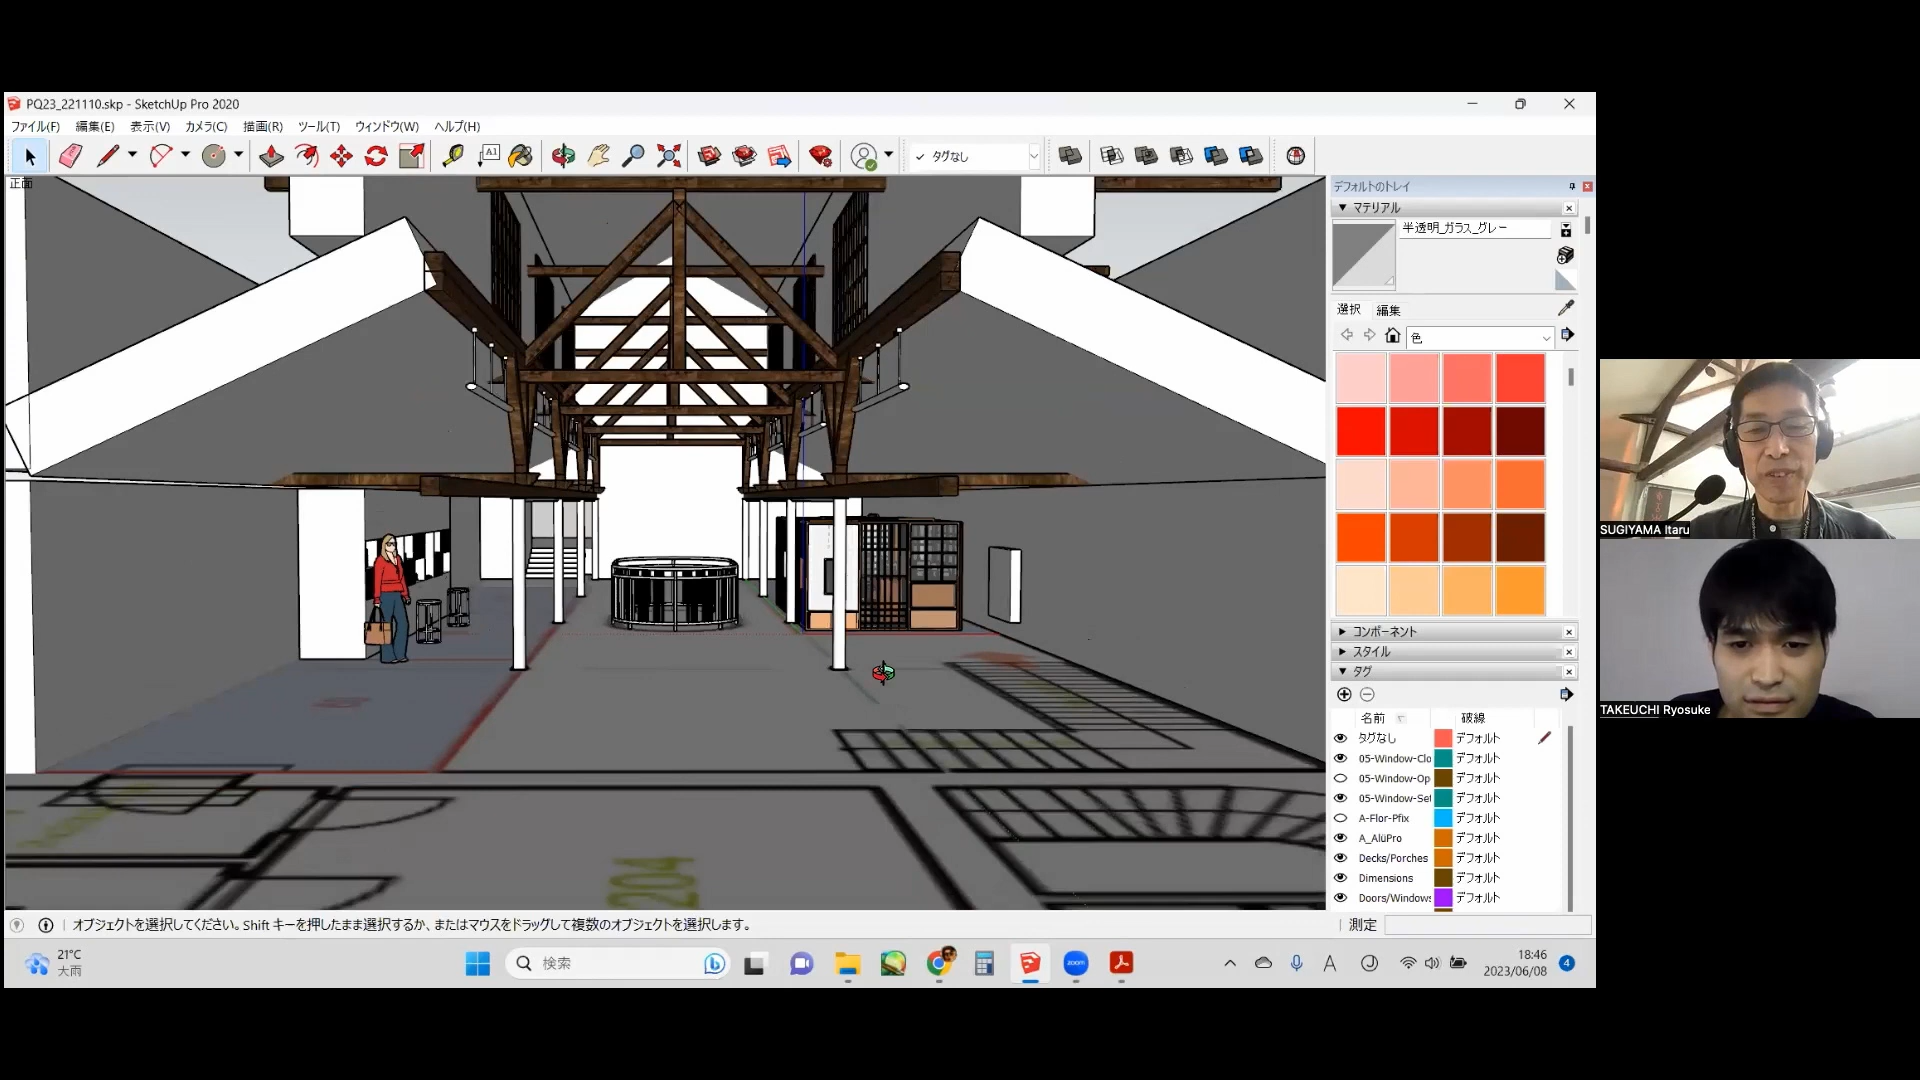 PQ23_221110.skp - SketchUp Pro 2020
ファイル(F) 編集(E) 表示(V) カメラ(C) 描画(R) ツール(T) ウィンドウ(W) ヘルプ(H)
A1
タグなし
正面
204
デフォルトのトレイ
マテリアル
半透明_ガラス_グレー
選択 編集
色
コンポーネント
スタイル
タグ
名前 破線
タグなし デフォルト
05-Window-Clo デフォルト
05-Window-Op デフォルト
05-Window-Set デフォルト
A-Flor-Pfix デフォルト
A_AlüPro デフォルト
Decks/Porches デフォルト
Dimensions デフォルト
Doors/Windows デフォルト
オブジェクトを選択してください。Shift キーを押したまま選択するか、またはマウスをドラッグして複数のオブジェクトを選択します。
測定
21°C
大雨
検索
zoom
A
18:46
2023/06/08
4
SUGIYAMA Itaru
TAKEUCHI Ryosuke